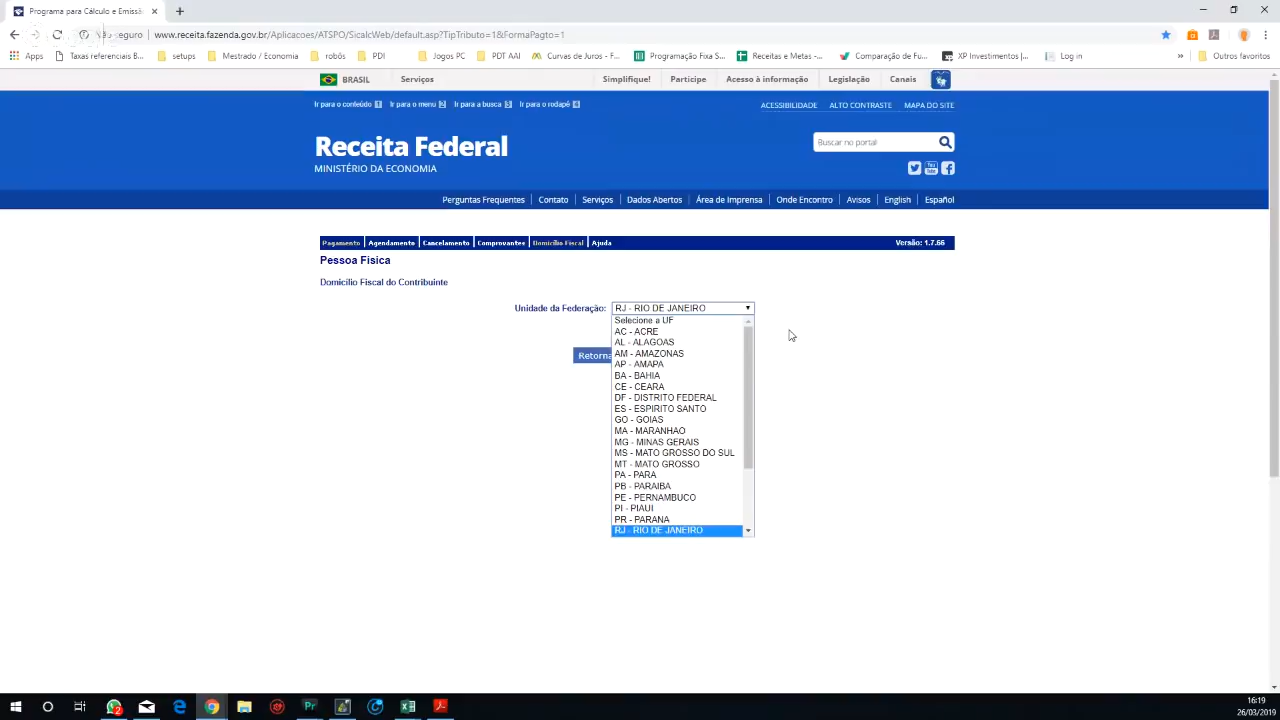 Programa para Cálculo e Emissã
seguro | www.receita.fazenda.gov.br/Aplicacoes/ATSPO/SicalcWeb/default.asp?TipTributo=1&FormaPagto=1
Apps Taxas referenciais B... setups Mestrado / Economia robôs PDI Jogos PC PDT AAI Curvas de Juros - F... Programação Fixa S... Receitas e Metas -... Comparação de Fu... XP Investimentos |... Log in » Outros favoritos
BRASIL Serviços Simplifique! Participe Acesso à informação Legislação Canais
Ir para o conteúdo 1 Ir para o menu 2 Ir para a busca 3 Ir para o rodapé 4 ACESSIBILIDADE ALTO CONTRASTE MAPA DO SITE
Receita Federal
Buscar no portal
MINISTÉRIO DA ECONOMIA
You Tube
Perguntas Frequentes Contato Serviços Dados Abertos Área de Imprensa Onde Encontro Avisos English Español
Pagamento Agendamento Cancelamento Comprovantes Domicílio Fiscal Ajuda Versão: 1.7.66
Pessoa Física
Domicílio Fiscal do Contribuinte
Unidade da Federação: RJ - RIO DE JANEIRO
Selecione a UF
AC - ACRE
AL - ALAGOAS
AM - AMAZONAS
Retorna
AP - AMAPA
BA - BAHIA
CE - CEARA
DF - DISTRITO FEDERAL
ES - ESPIRITO SANTO
GO - GOIAS
MA - MARANHAO
MG - MINAS GERAIS
MS - MATO GROSSO DO SUL
MT - MATO GROSSO
PA - PARA
PB - PARAIBA
PE - PERNAMBUCO
PI - PIAUI
PR - PARANA
RJ - RIO DE JANEIRO
2 Pr 16:19
26/03/2019